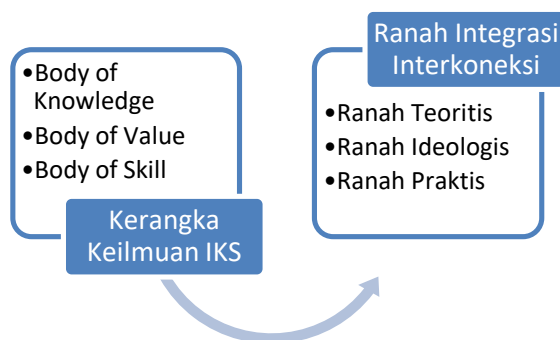 •Body of
Knowledge
•Body of Value
•Body of Skill
Kerangka
Keilmuan IKS
Ranah Integrasi
Interkoneksi
•Ranah Teoritis
•Ranah Ideologis
•Ranah Praktis